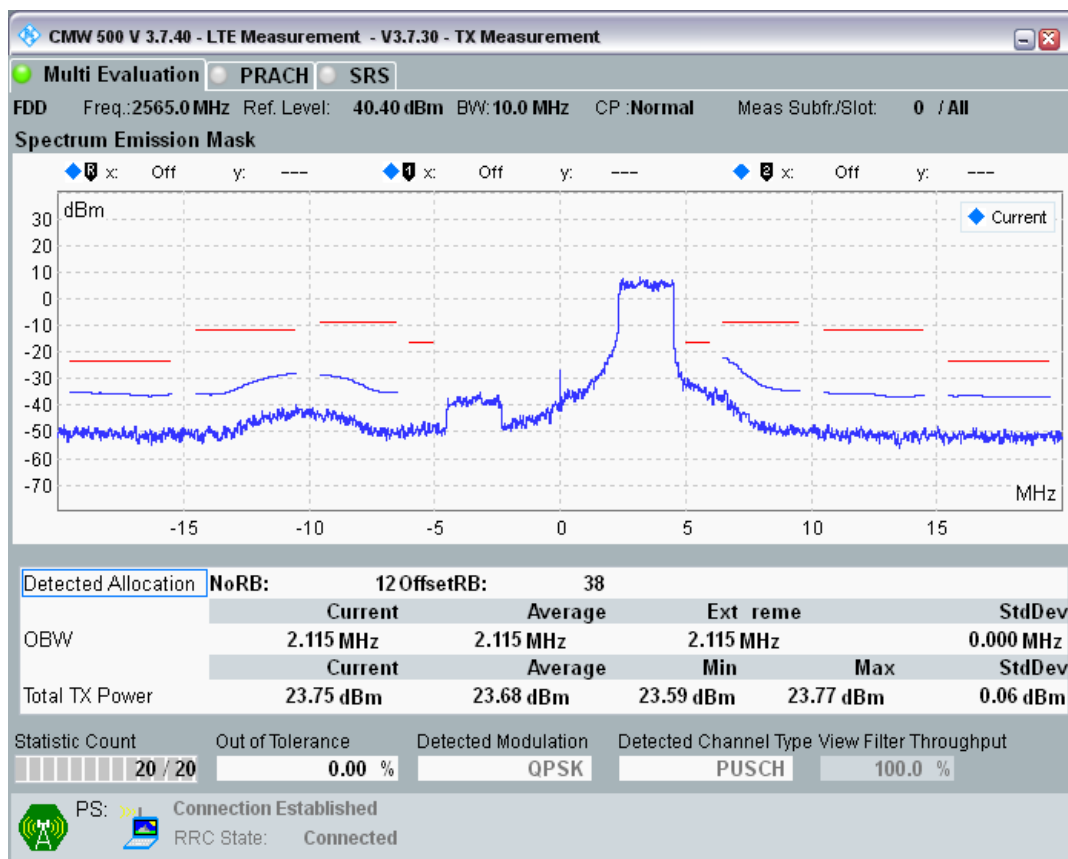 CMW 500 V 3.7.40 - LTE Measurement - V3.7.30 - TX Measurement
Multi Evaluation PRACH SRS
FDD Freq.:2565.0 MHz Ref. Level: 40.40 dBm BW: 10.0 MHz CP :Normal Meas Subfr./Slot: 0 / All
Spectrum Emission Mask
R x: Off y: --- 1 x: Off y: --- 2 x: Off y: ---
dBm
Current
30
20
10
0
-10
-20
-30
-40
-50
-60
-70
MHz
-15 -10 -5 0 5 10 15
Detected Allocation NoRB: 12 OffsetRB: 38
Current Average Ext reme StdDev
OBW 2.115 MHz 2.115 MHz 2.115 MHz 0.000 MHz
Current Average Min Max StdDev
Total TX Power 23.75 dBm 23.68 dBm 23.59 dBm 23.77 dBm 0.06 dBm
Statistic Count Out of Tolerance Detected Modulation Detected Channel Type View Filter Throughput
20 / 20 0.00 % QPSK PUSCH 100.0 %
PS: Connection Established
RRC State: Connected